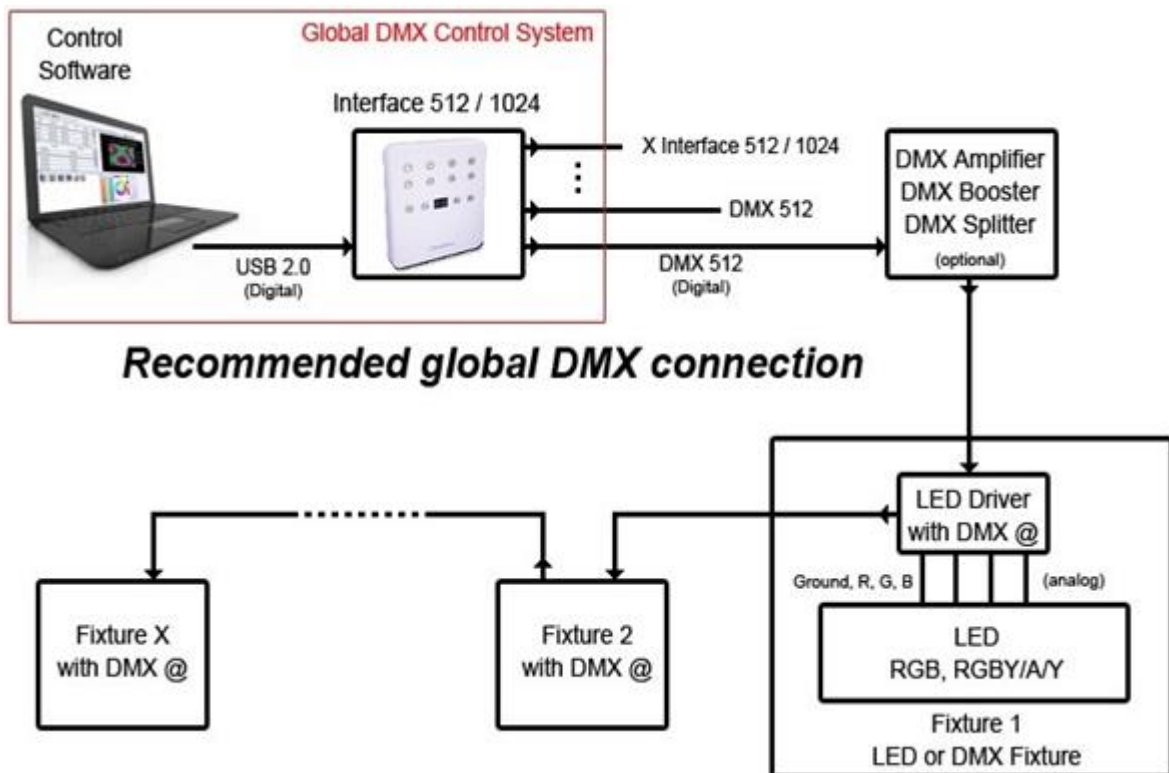 Global DMX Control System
Control
Software
Interface 512 / 1024
X Interface 512 / 1024
DMX 512
USB 2.0
(Digital)
DMX 512
(Digital)
DMX Amplifier
DMX Booster
DMX Splitter
(optional)
Recommended global DMX connection
LED Driver
with DMX @
Ground, R, G, B
(analog)
LED
RGB, RGBY/A/Y
Fixture 1
LED or DMX Fixture
Fixture 2
with DMX @
Fixture X
with DMX @